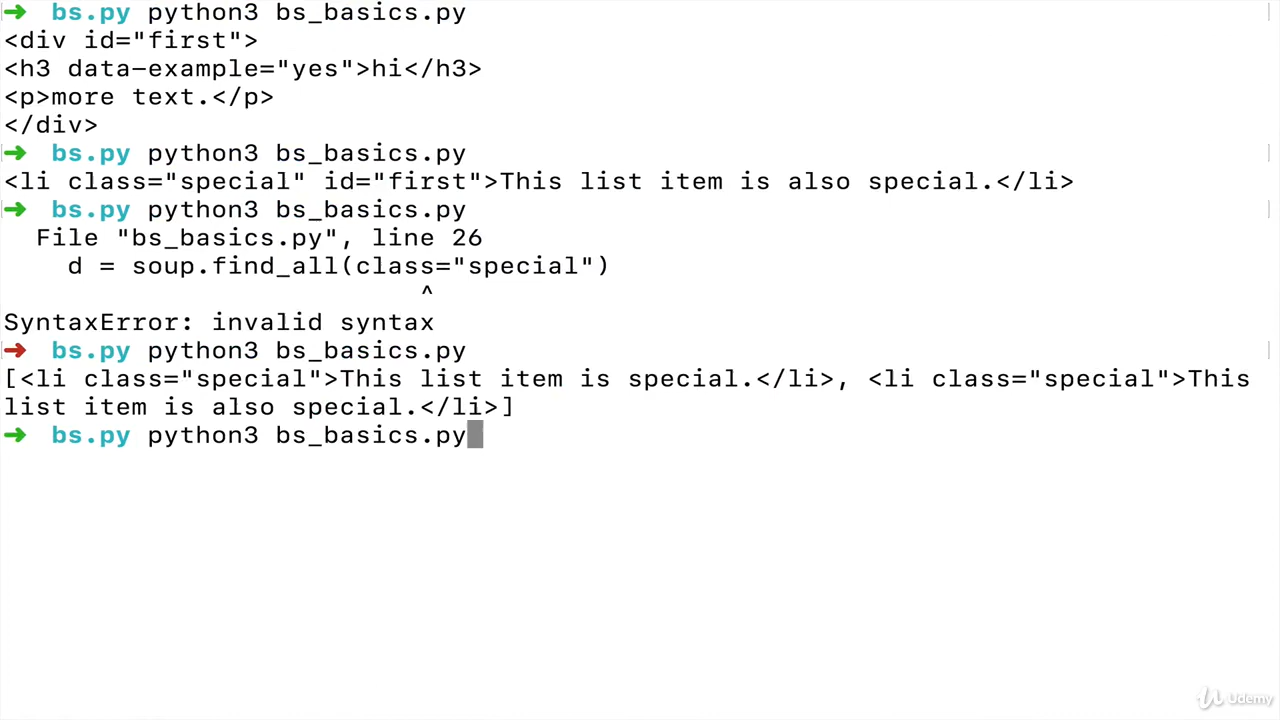 ➜ bs.py python3 bs_basics.py
<div id="first">
<h3 data-example="yes">hi</h3>
<p>more text.</p>
</div>
➜ bs.py python3 bs_basics.py
<li class="special" id="first">This list item is also special.</li>
➜ bs.py python3 bs_basics.py
  File "bs_basics.py", line 26
    d = soup.find_all(class="special")
                          ^
SyntaxError: invalid syntax
➜ bs.py python3 bs_basics.py
[<li class="special">This list item is special.</li>, <li class="special">This
list item is also special.</li>]
➜ bs.py python3 bs_basics.py
Udemy